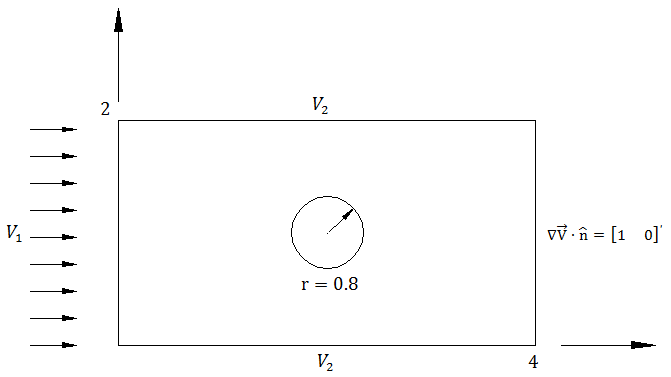 2
V₂
V₁
∇V⃗ · n̂ = [1 0]′
r = 0.8
V₂
4